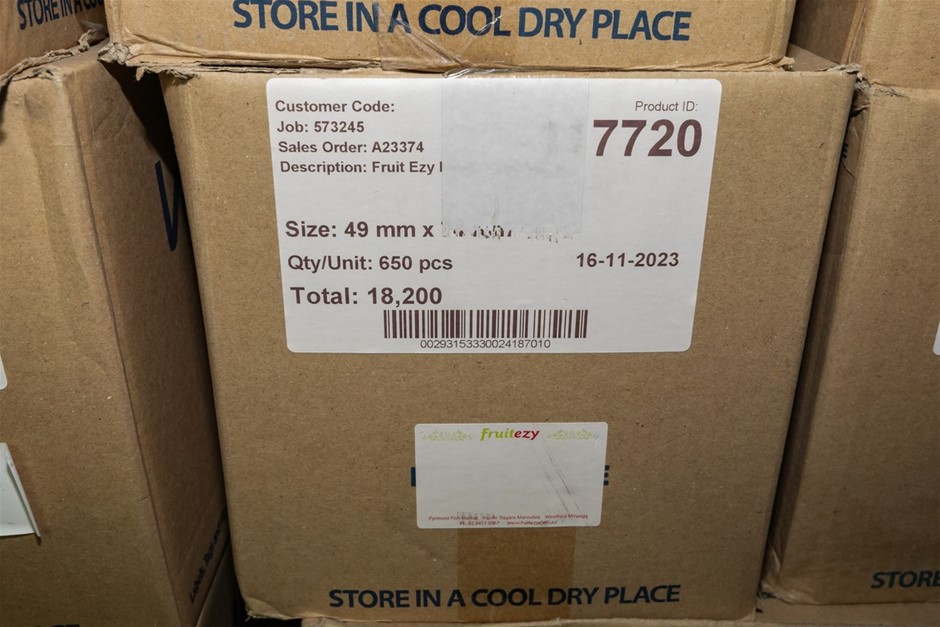 STORE IN A COOL DRY PLACE
STORE IN A
Customer Code:
Job: 573245
Sales Order: A23374
Description: Fruit Ezy
Product ID:
7720
Size: 49 mm x
Qty/Unit: 650 pcs
16-11-2023
Total: 18,200
00293153330024187010
fruitezy
STORE IN A COOL DRY PLACE
STORE